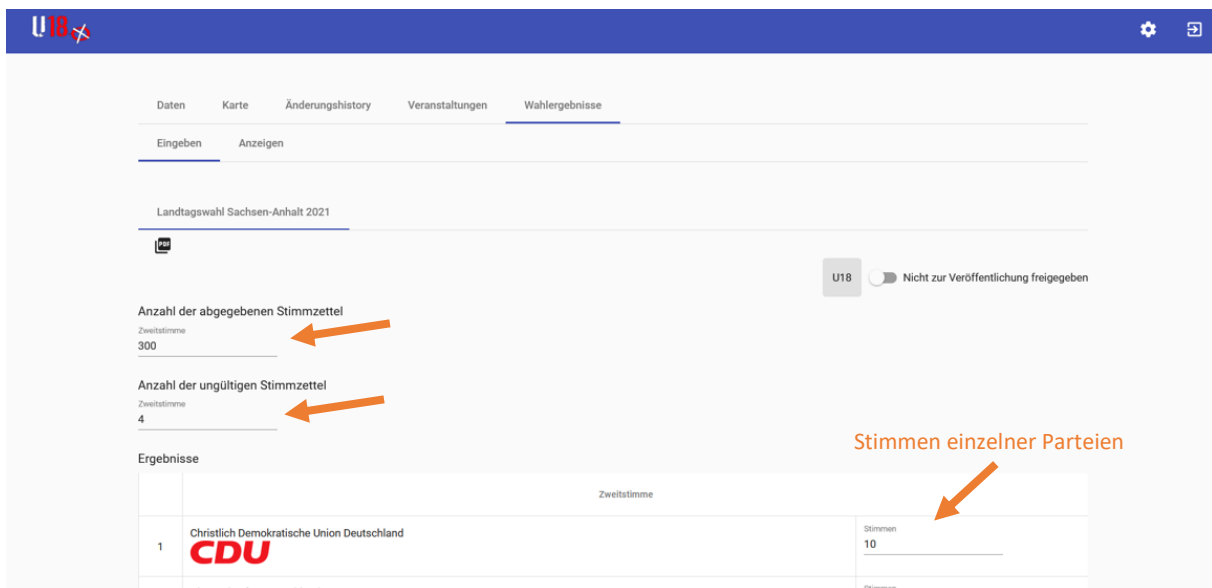 U18
Daten Karte Änderungshistory Veranstaltungen Wahlergebnisse
Eingeben Anzeigen
Landtagswahl Sachsen-Anhalt 2021
PDF
U18 Nicht zur Veröffentlichung freigegeben
Anzahl der abgegebenen Stimmzettel
Zweitstimme
300
Anzahl der ungültigen Stimmzettel
Zweitstimme
4
Stimmen einzelner Parteien
Ergebnisse
Zweitstimme
1 Christlich Demokratische Union Deutschland
CDU
Stimmen
10